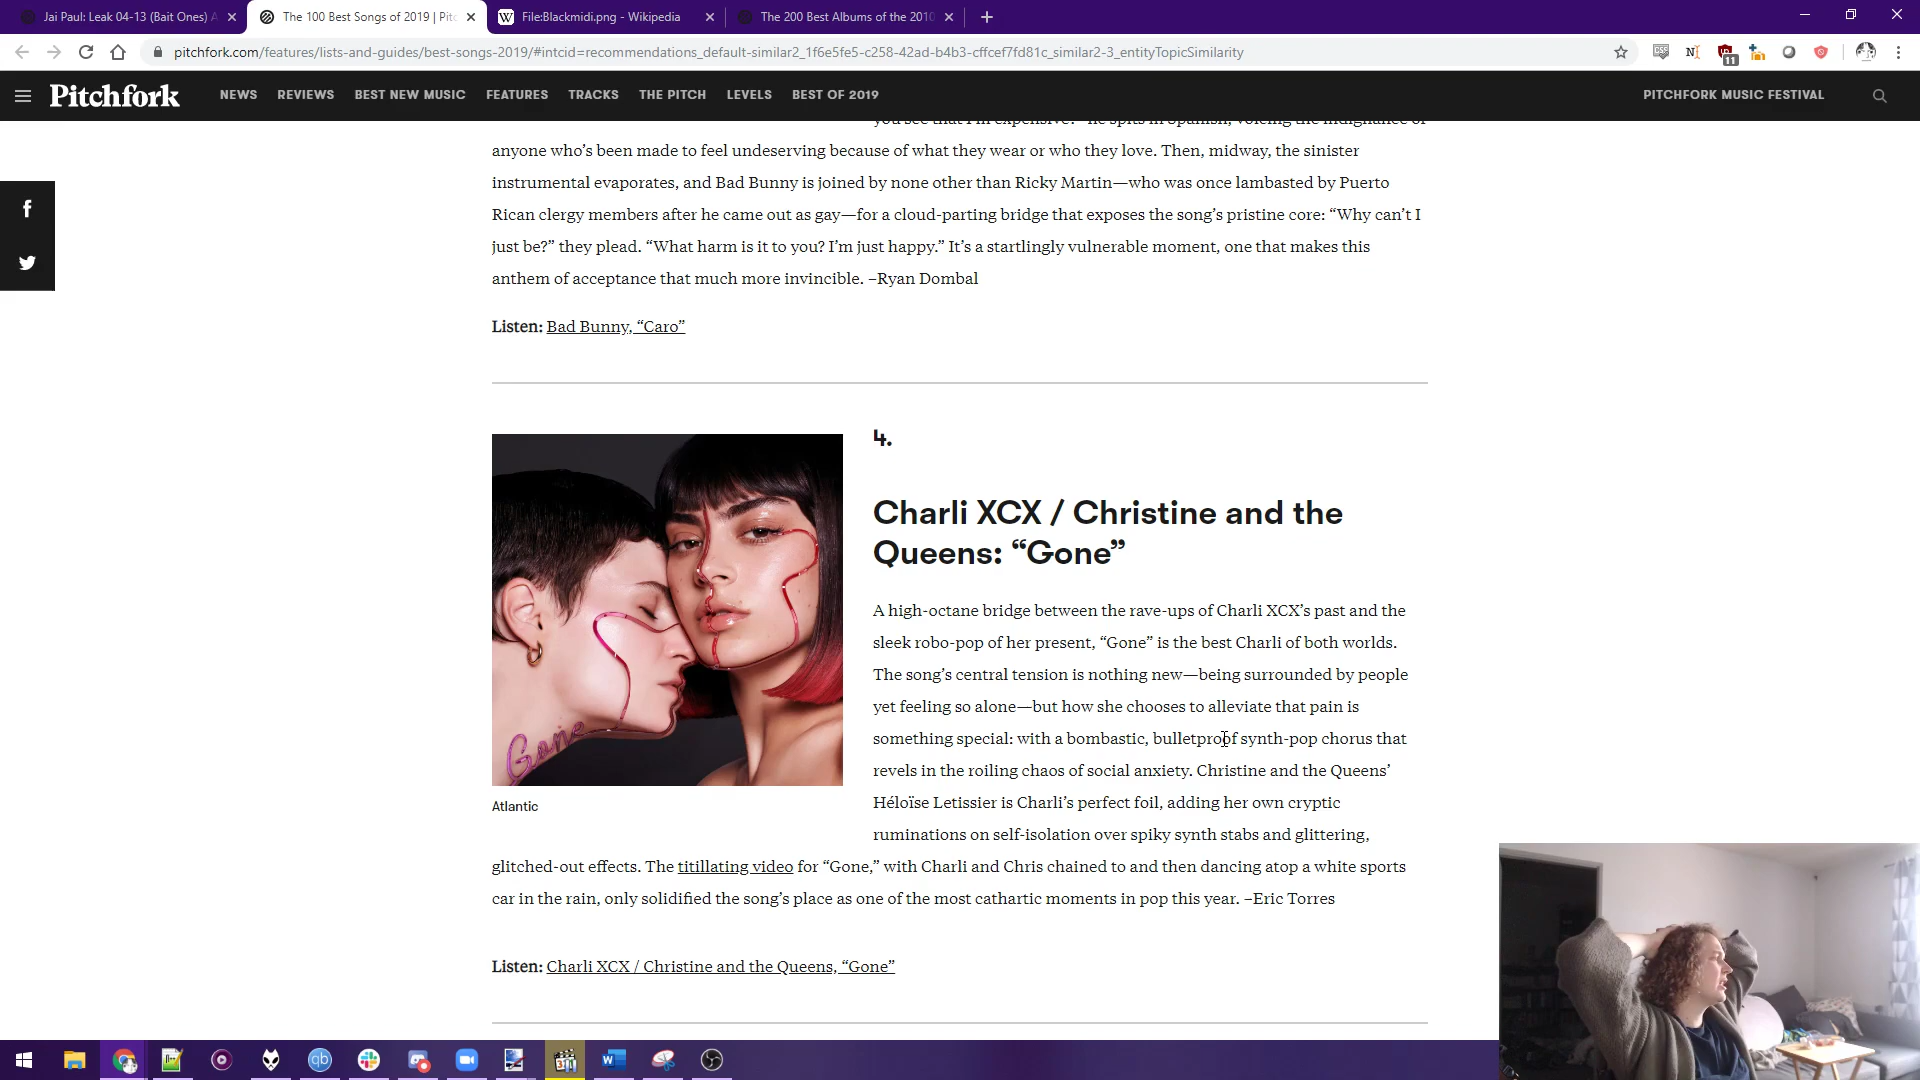 Jai Paul: Leak 04-13 (Bait Ones) A
The 100 Best Songs of 2019 | Pitc
File:Blackmidi.png - Wikipedia
The 200 Best Albums of the 2010
pitchfork.com/features/lists-and-guides/best-songs-2019/#intcid=recommendations_default-similar2_1f6e5fe5-c258-42ad-b4b3-cffcef7fd81c_similar2-3_entityTopicSimilarity
11
Pitchfork NEWS REVIEWS BEST NEW MUSIC FEATURES TRACKS THE PITCH LEVELS BEST OF 2019 PITCHFORK MUSIC FESTIVAL
you see that I'm expensive?” he spits in Spanish, voicing the indignance of
anyone who’s been made to feel undeserving because of what they wear or who they love. Then, midway, the sinister
instrumental evaporates, and Bad Bunny is joined by none other than Ricky Martin—who was once lambasted by Puerto
Rican clergy members after he came out as gay—for a cloud-parting bridge that exposes the song’s pristine core: “Why can’t I
just be?” they plead. “What harm is it to you? I’m just happy.” It’s a startlingly vulnerable moment, one that makes this
anthem of acceptance that much more invincible. –Ryan Dombal
Listen: Bad Bunny, “Caro”
4.
Charli XCX / Christine and the
Queens: “Gone”
Gone
Atlantic
A high-octane bridge between the rave-ups of Charli XCX’s past and the
sleek robo-pop of her present, “Gone” is the best Charli of both worlds.
The song’s central tension is nothing new—being surrounded by people
yet feeling so alone—but how she chooses to alleviate that pain is
something special: with a bombastic, bulletproof synth-pop chorus that
revels in the roiling chaos of social anxiety. Christine and the Queens’
Héloïse Letissier is Charli’s perfect foil, adding her own cryptic
ruminations on self-isolation over spiky synth stabs and glittering,
glitched-out effects. The titillating video for “Gone,” with Charli and Chris chained to and then dancing atop a white sports
car in the rain, only solidified the song’s place as one of the most cathartic moments in pop this year. –Eric Torres
Listen: Charli XCX / Christine and the Queens, “Gone”